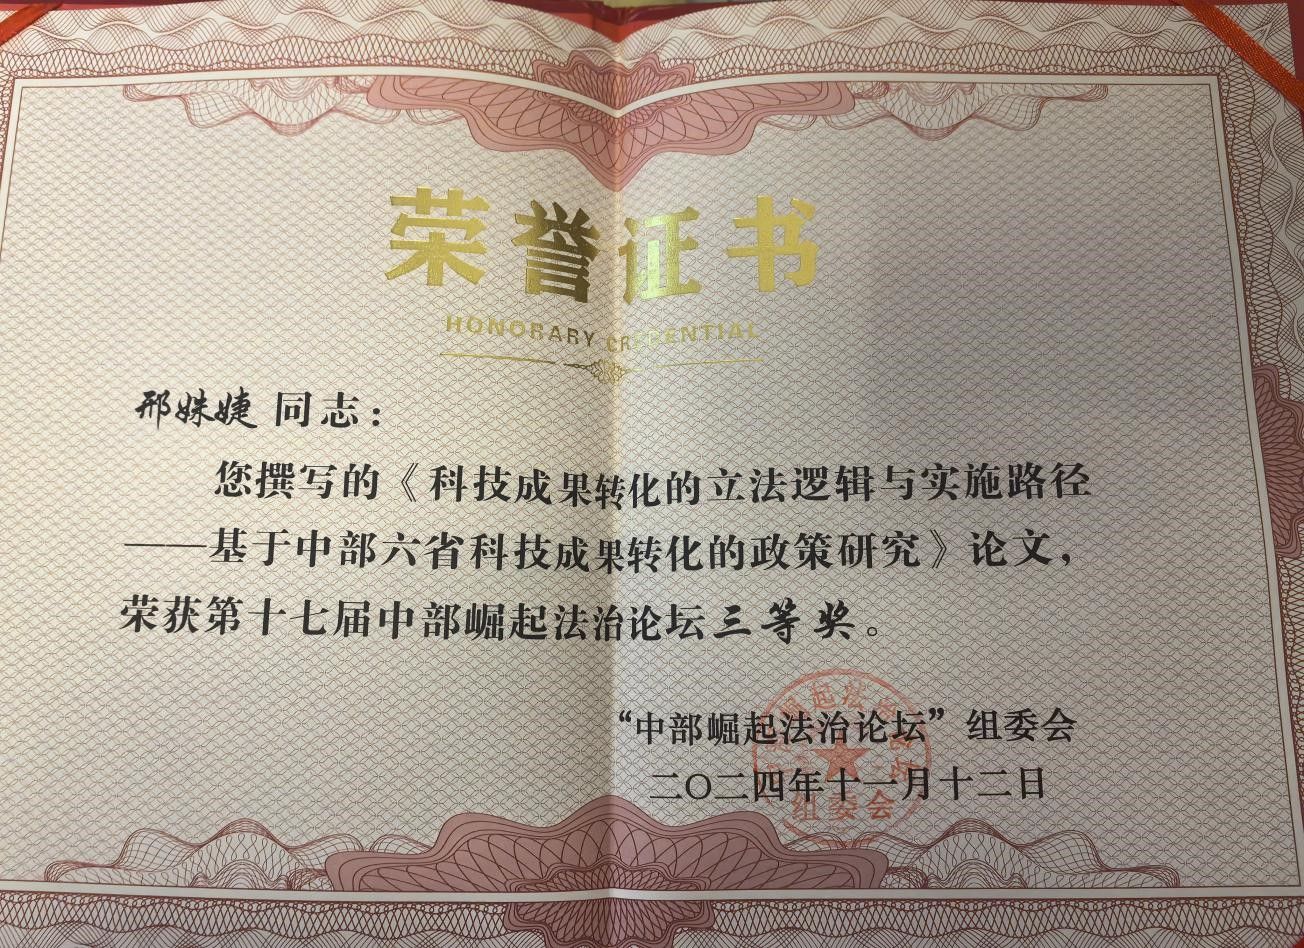 荣誉证书
HONORARY CREDENTIAL
邢姝婕 同志：
您撰写的《科技成果转化的立法逻辑与实施路径
——基于中部六省科技成果转化的政策研究》论文，
荣获第十七届中部崛起法治论坛三等奖。
“中部崛起法治论坛”组委会
二〇二四年十一月十二日
组委会